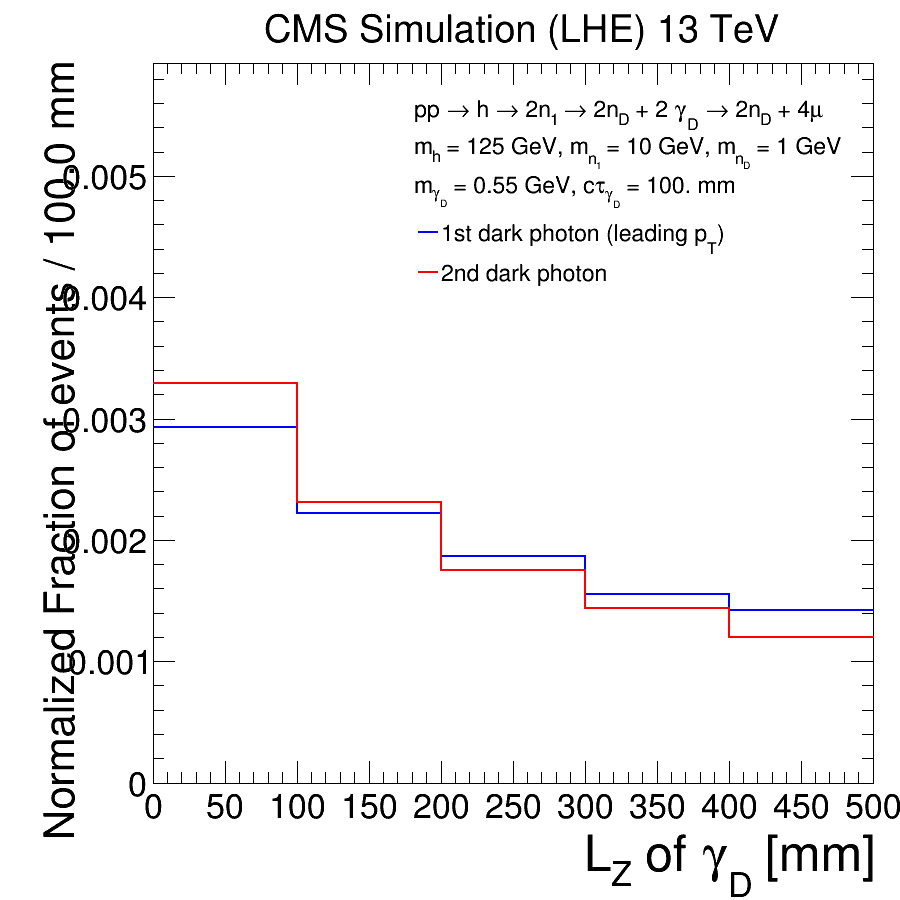 CMS Simulation (LHE) 13 TeV
pp → h → 2n1 → 2nD + 2 γD → 2nD + 4μ
mh = 125 GeV, mn1 = 10 GeV, mnD = 1 GeV
mγD = 0.55 GeV, cτγD = 100. mm
1st dark photon (leading pT)
2nd dark photon
Normalized Fraction of events / 100.0 mm
0.005
0.004
0.003
0.002
0.001
0
0 50 100 150 200 250 300 350 400 450 500
LZ of γD [mm]